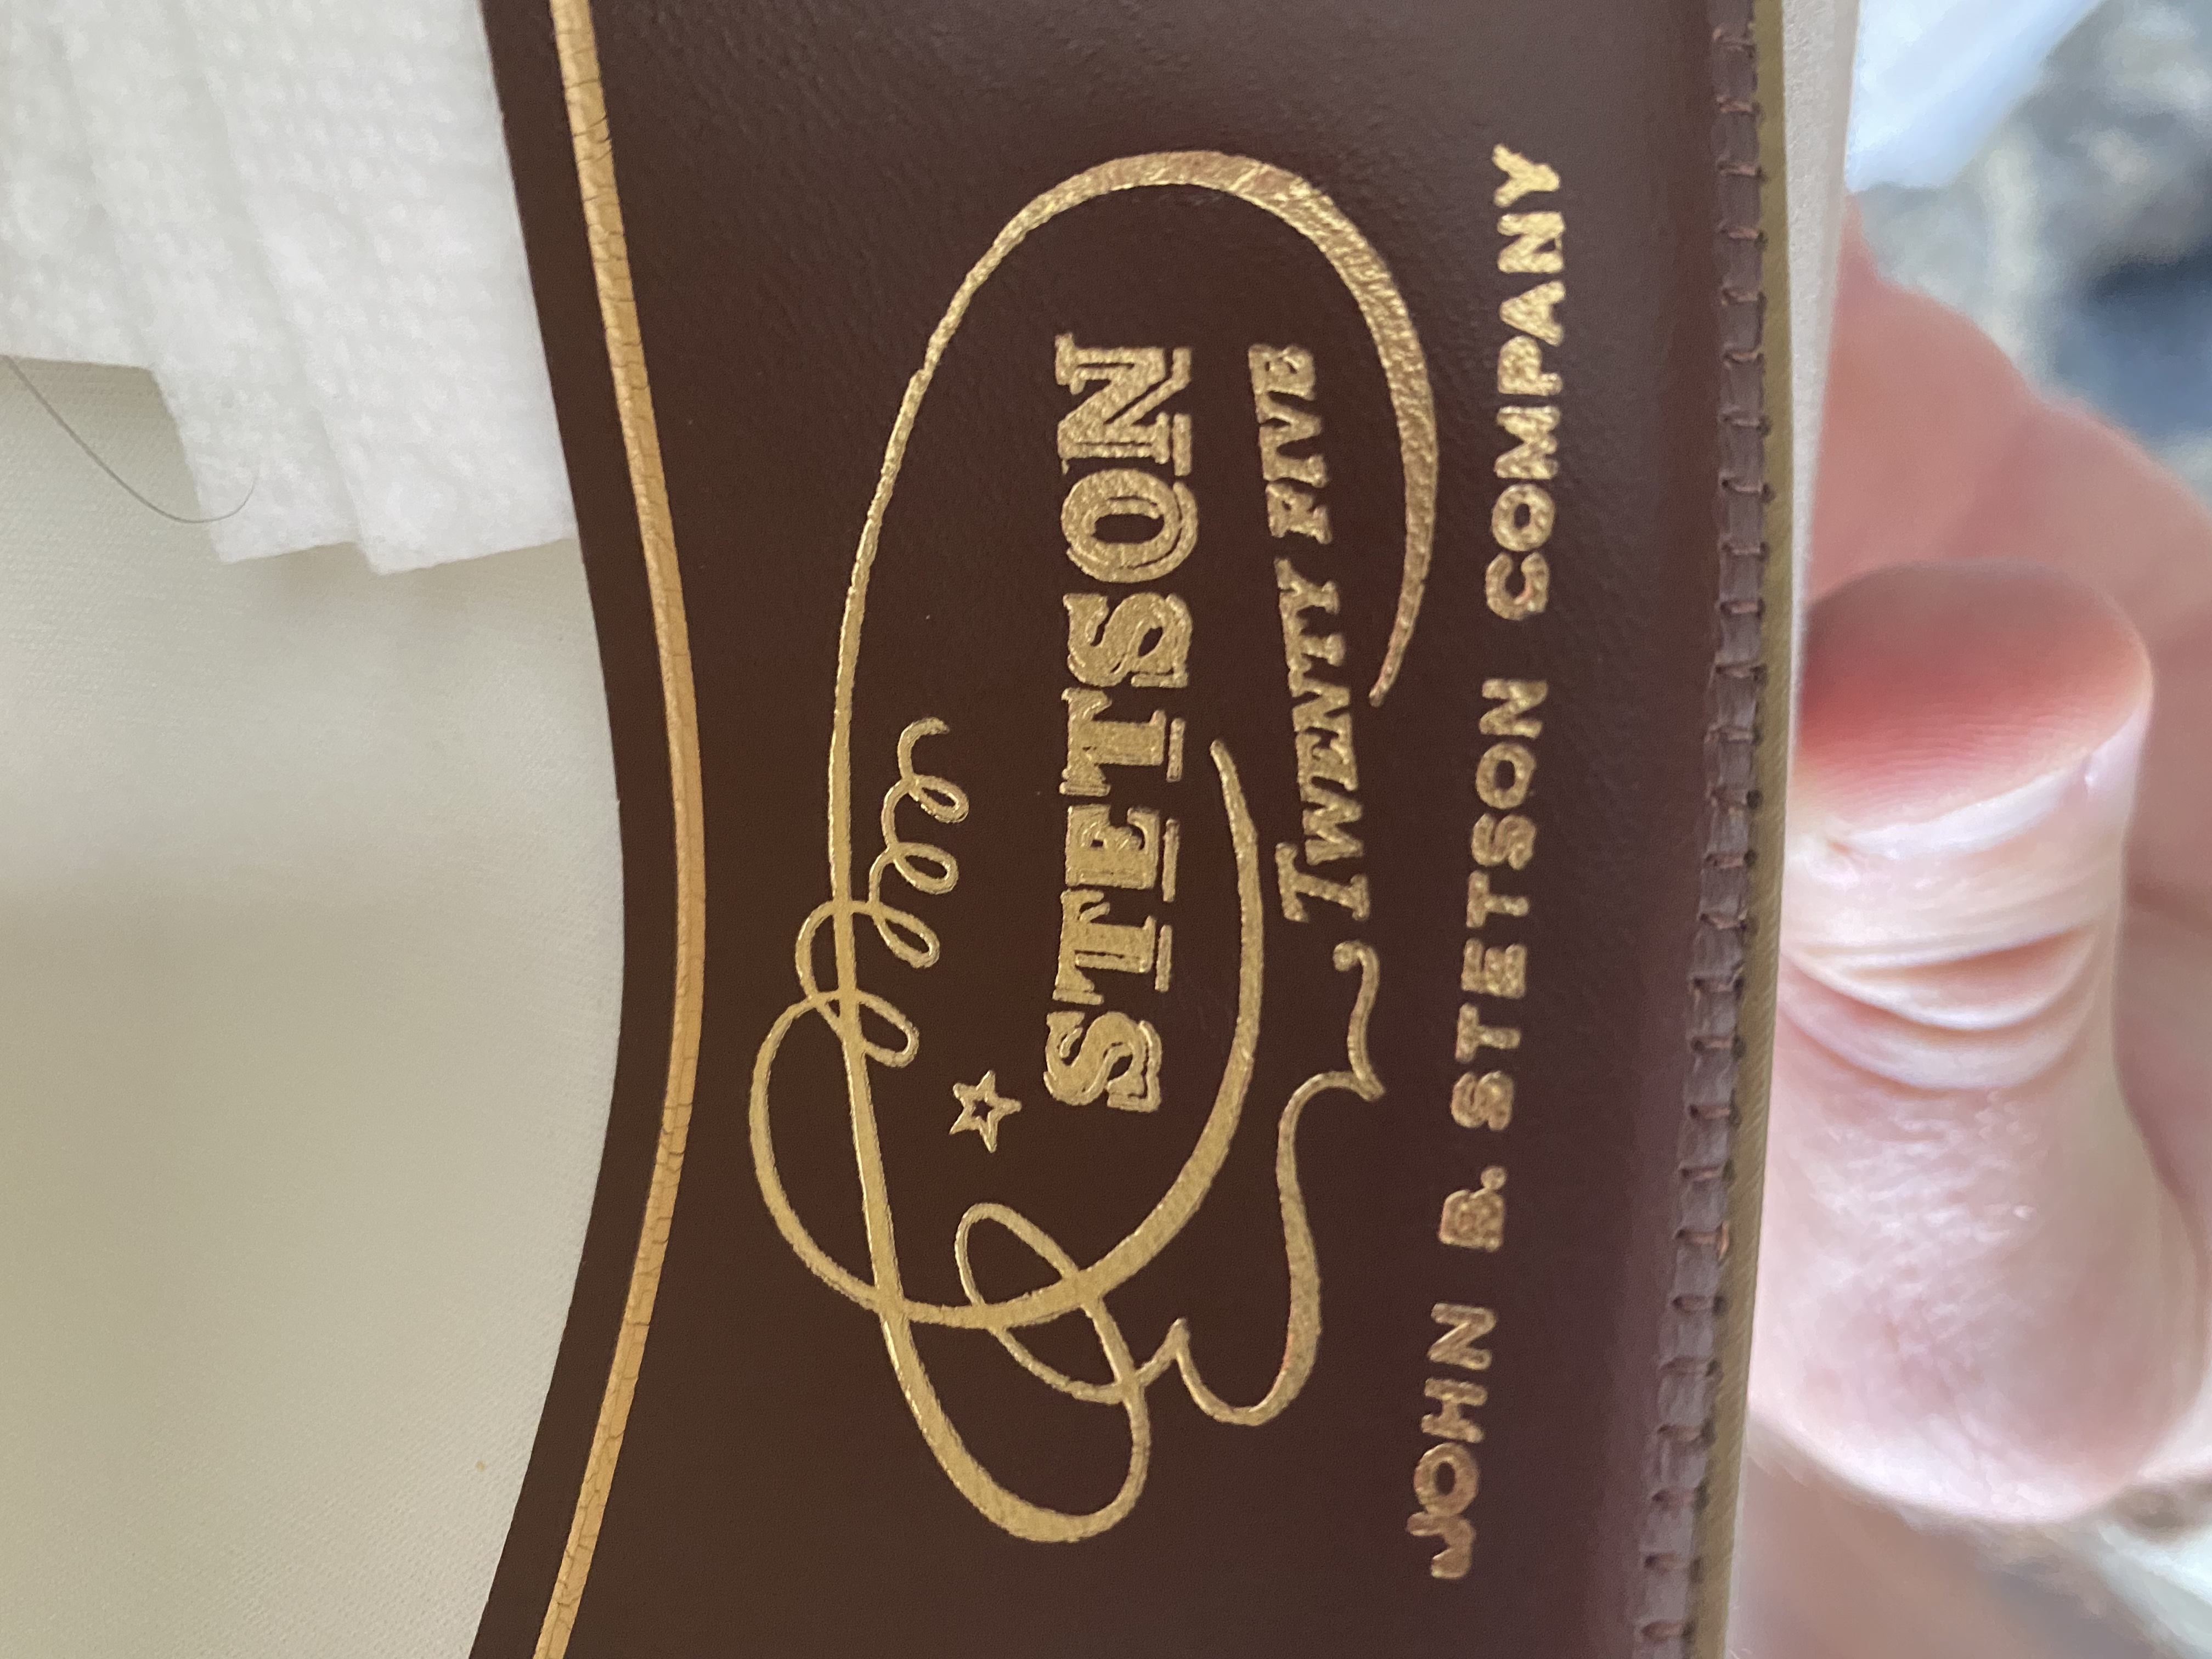 STETSON
TWENTY FIVE
JOHN B. STETSON COMPANY